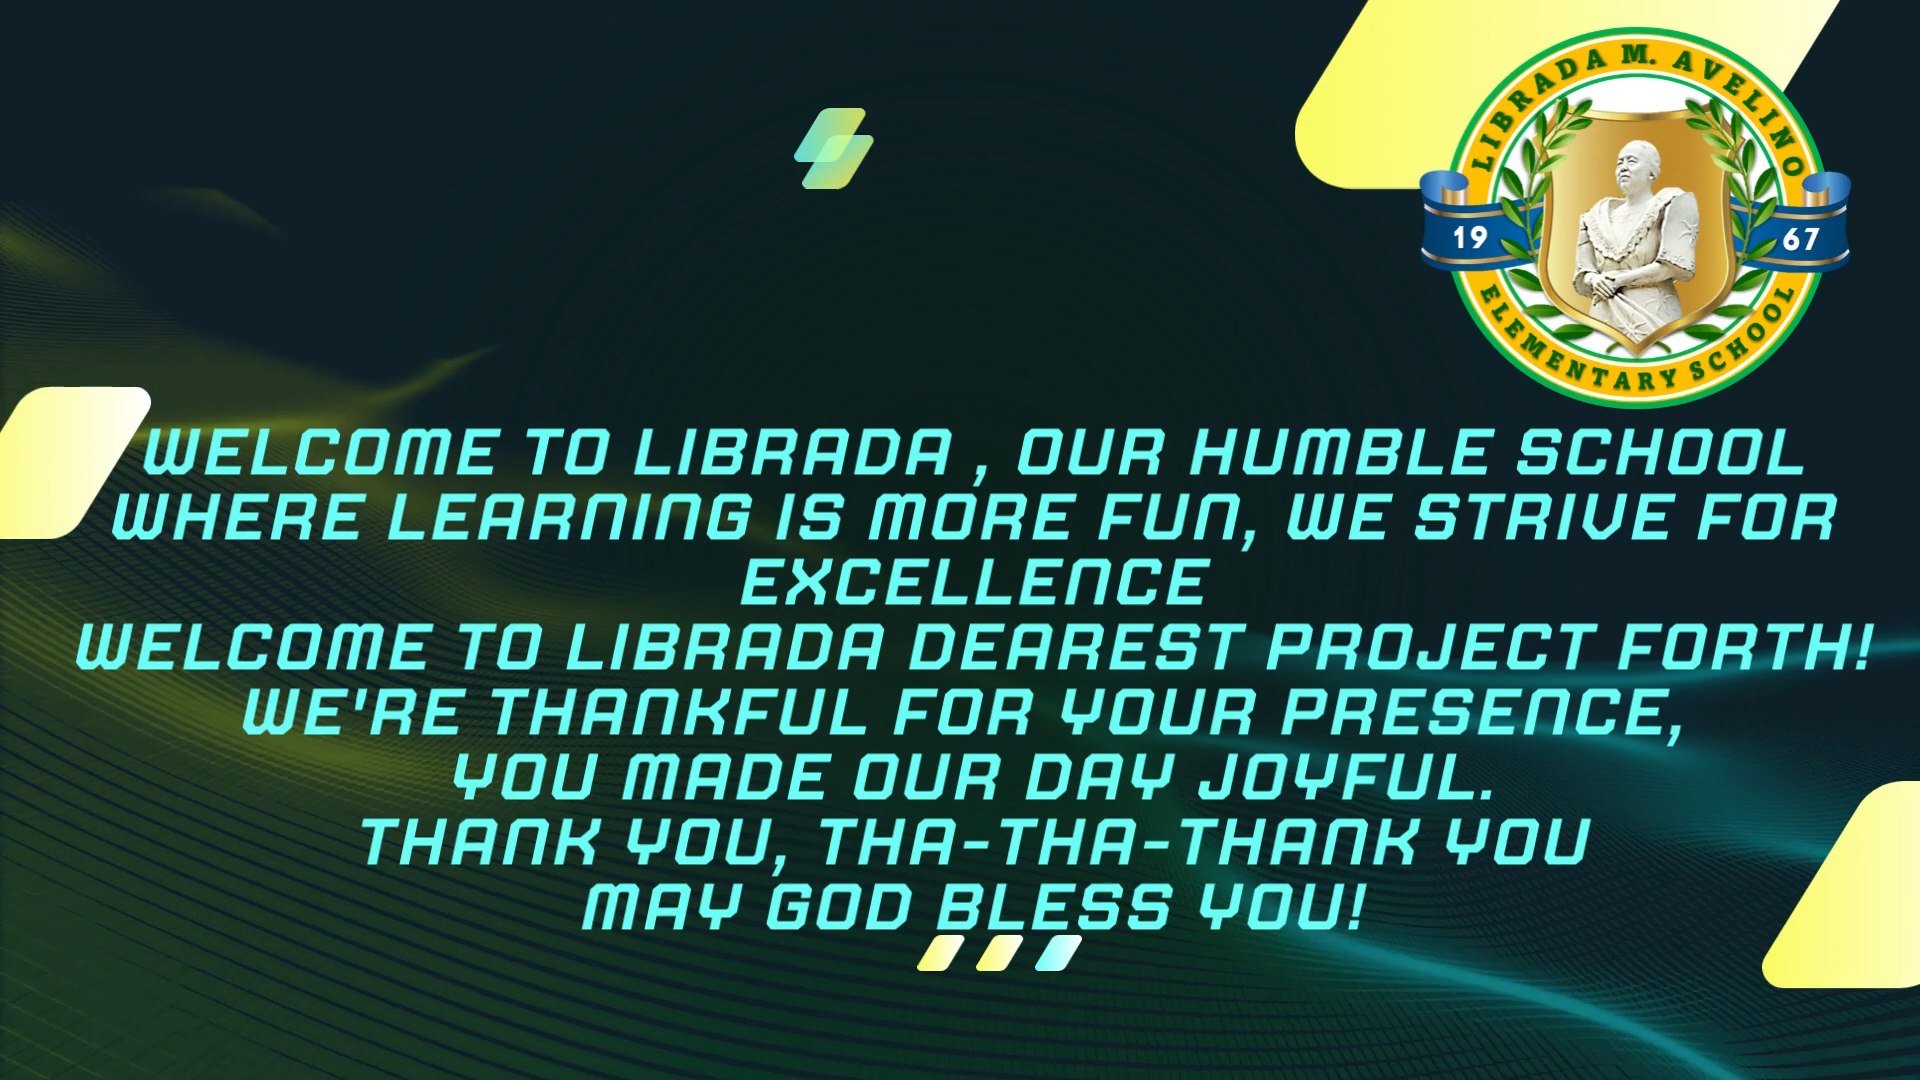 LIBRADA M. AVELINO
19 67
ELEMENTARY SCHOOL
WELCOME TO LIBRADA , OUR HUMBLE SCHOOL
WHERE LEARNING IS MORE FUN, WE STRIVE FOR
EXCELLENCE
WELCOME TO LIBRADA DEAREST PROJECT FORTH!
WE'RE THANKFUL FOR YOUR PRESENCE,
YOU MADE OUR DAY JOYFUL.
THANK YOU, THA-THA-THANK YOU
MAY GOD BLESS YOU!